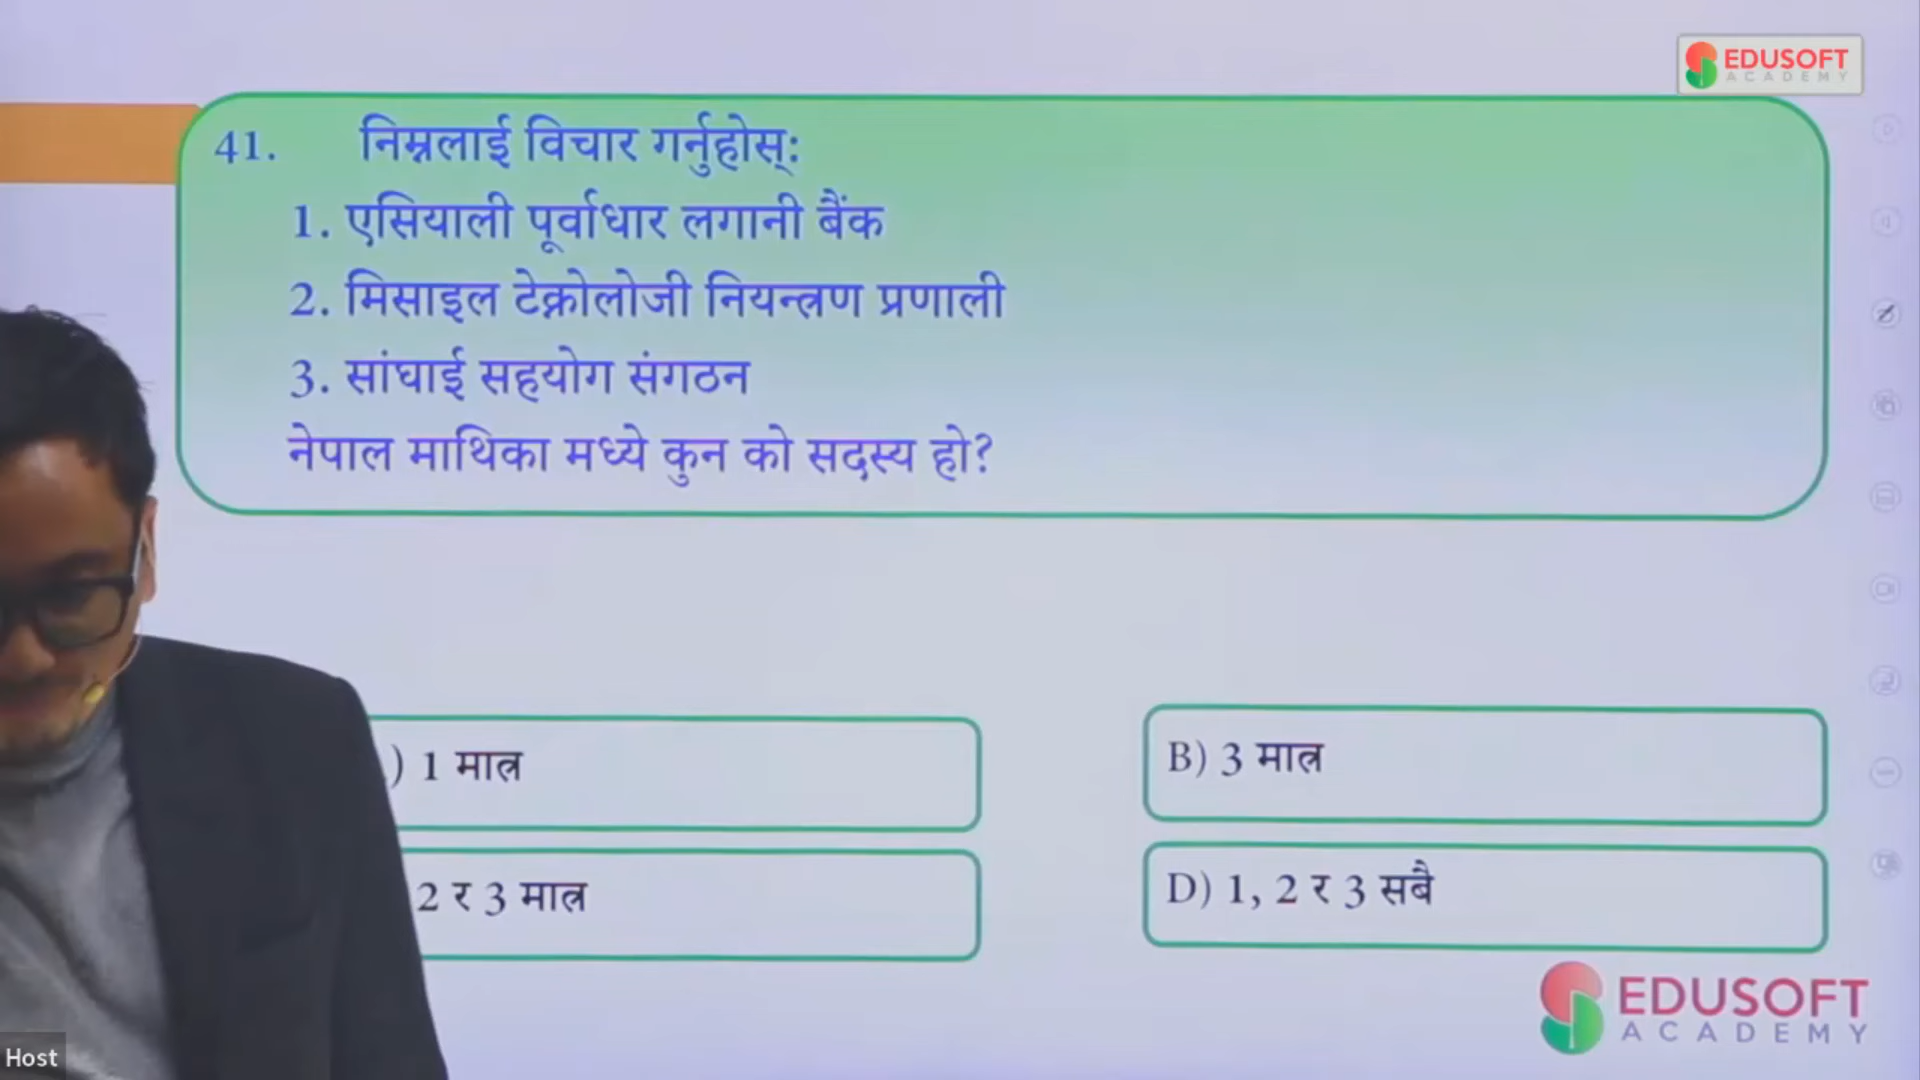 EDUSOFT
ACADEMY
41. निम्नलाई विचार गर्नुहोस्:
1. एसियाली पूर्वाधार लगानी बैंक
2. मिसाइल टेक्नोलोजी नियन्त्रण प्रणाली
3. सांघाई सहयोग संगठन
नेपाल माथिका मध्ये कुन को सदस्य हो?
) 1 मात्र
B) 3 मात्र
2 र 3 मात्र
D) 1, 2 र 3 सबै
EDUSOFT
ACADEMY
Host